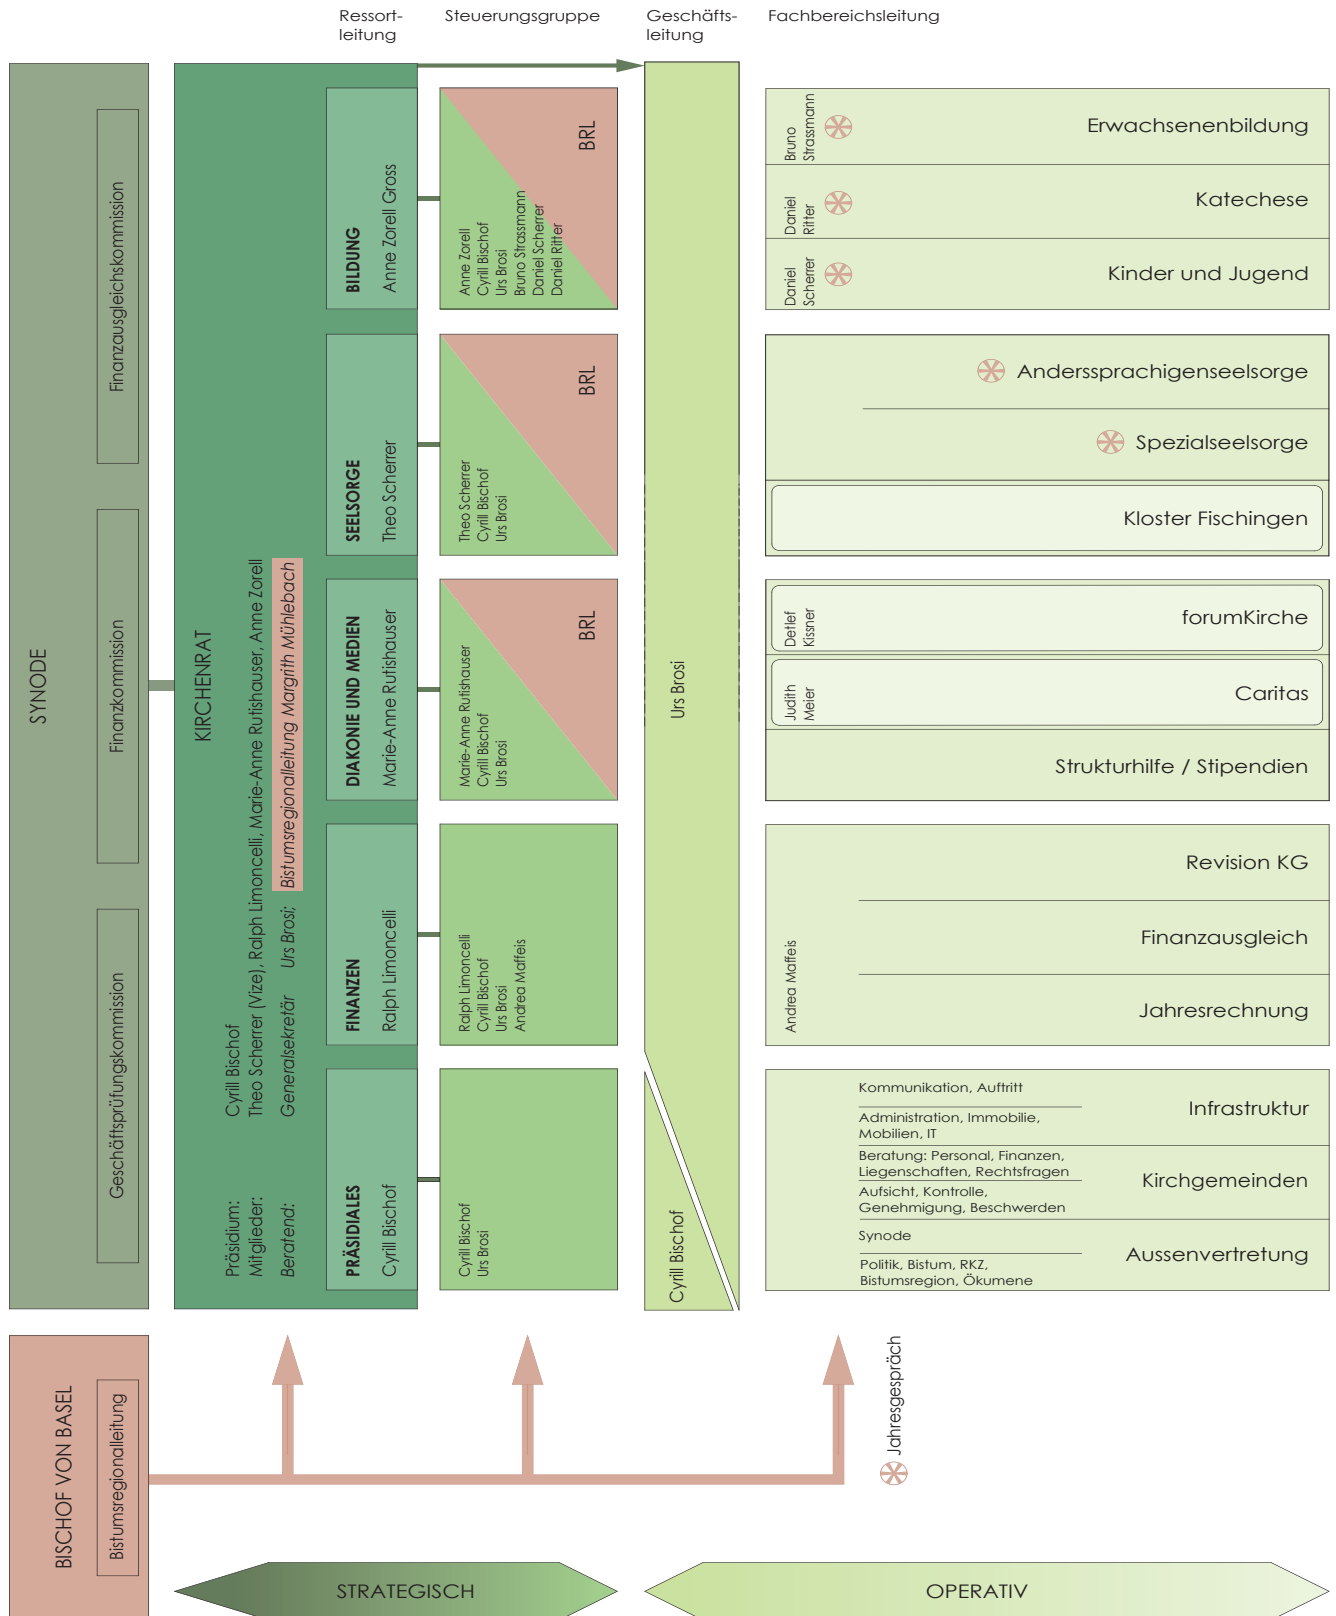 Ressort-
leitung
Steuerungsgruppe
Geschäfts-
leitung
Fachbereichsleitung
SYNODE
Geschäftsprüfungskommission
Finanzkommission
Finanzausgleichskommission
KIRCHENRAT
Präsidium: Cyrill Bischof
Mitglieder: Theo Scherrer (Vize), Ralph Limoncelli, Marie-Anne Rutishauser, Anne Zorell
Beratend: Generalsekretär Urs Brosi; Bistumsregionalleitung Margrith Mühlebach
BILDUNG
Anne Zorell Gross
Anne Zorell
Cyrill Bischof
Urs Brosi
Bruno Strassmann
Daniel Scherrer
Daniel Ritter
BRL
SEELSORGE
Theo Scherrer
Theo Scherrer
Cyrill Bischof
Urs Brosi
BRL
DIAKONIE UND MEDIEN
Marie-Anne Rutishauser
Marie-Anne Rutishauser
Cyrill Bischof
Urs Brosi
BRL
FINANZEN
Ralph Limoncelli
Ralph Limoncelli
Cyrill Bischof
Urs Brosi
Andrea Maffeis
PRÄSIDIALES
Cyrill Bischof
Cyrill Bischof
Urs Brosi
Urs Brosi
Cyrill Bischof
Bruno
Strassmann
Erwachsenenbildung
Daniel
Ritter
Katechese
Daniel
Scherrer
Kinder und Jugend
Anderssprachigenseelsorge
Spezialseelsorge
Kloster Fischingen
Detlef
Kissner
forumKirche
Judith
Meier
Caritas
Strukturhilfe / Stipendien
Andrea Maffeis
Revision KG
Finanzausgleich
Jahresrechnung
Kommunikation, Auftritt
Administration, Immobilie,
Mobilien, IT
Infrastruktur
Beratung: Personal, Finanzen,
Liegenschaften, Rechtsfragen
Aufsicht, Kontrolle,
Genehmigung, Beschwerden
Kirchgemeinden
Synode
Politik, Bistum, RKZ,
Bistumsregion, Ökumene
Aussenvertretung
BISCHOF VON BASEL
Bistumsregionalleitung
Jahresgespräch
STRATEGISCH
OPERATIV